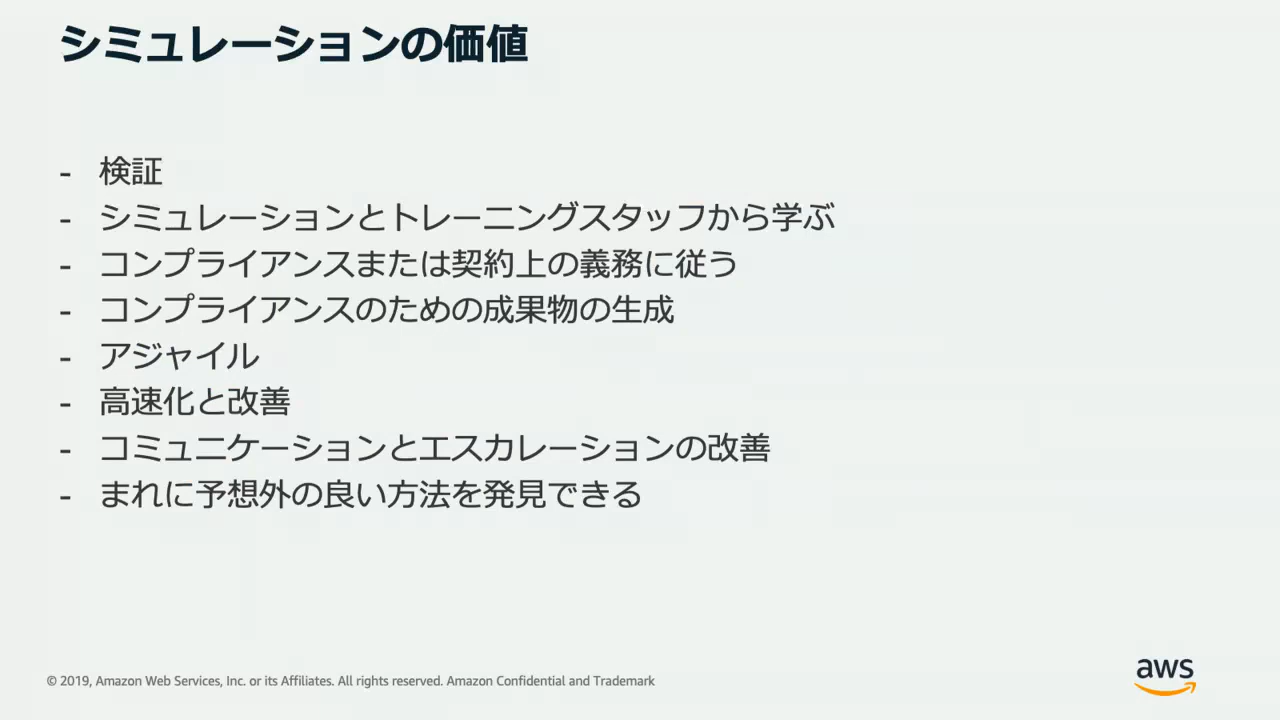 シミュレーションの価値
- 検証
- シミュレーションとトレーニングスタッフから学ぶ
- コンプライアンスまたは契約上の義務に従う
- コンプライアンスのための成果物の生成
- アジャイル
- 高速化と改善
- コミュニケーションとエスカレーションの改善
- まれに予想外の良い方法を発見できる
© 2019, Amazon Web Services, Inc. or its Affiliates. All rights reserved. Amazon Confidential and Trademark
aws